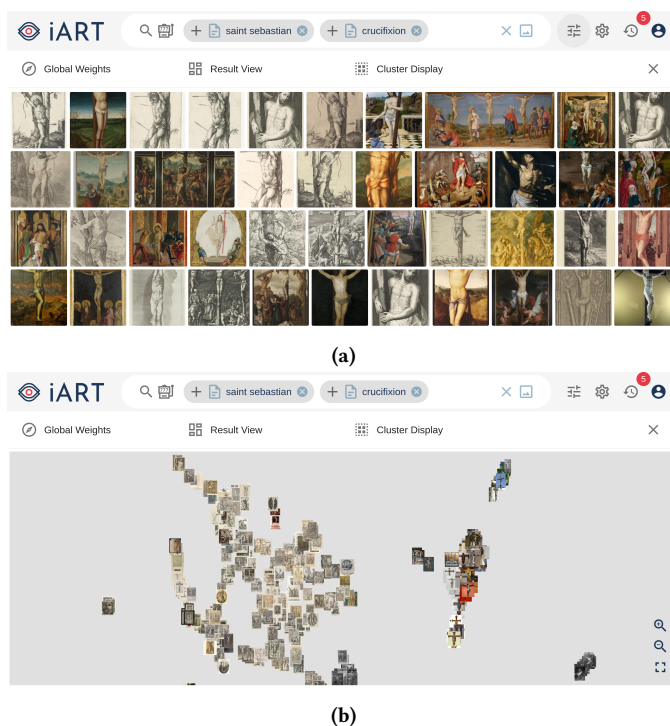 iART saint sebastian crucifixion 5
Global Weights Result View Cluster Display
(a)
iART saint sebastian crucifixion 5
Global Weights Result View Cluster Display
(b)